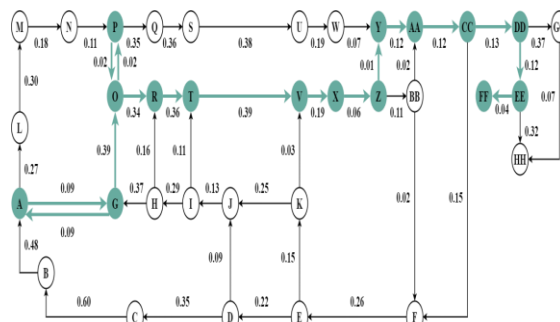 M N P Q S U W Y AA CC DD GG
0.18 0.11 0.35 0.36 0.38 0.19 0.07 0.12 0.12 0.13 0.37
0.02 0.02 0.01 0.02 0.12 0.07
0.30
O R T V X Z BB FF EE
0.34 0.36 0.39 0.19 0.06 0.11 0.04
L
0.32
HH
0.27 0.39 0.16 0.11 0.03 0.15
A 0.09 G 0.37 H 0.29 I 0.13 J 0.25 K
0.09
0.48 0.02
B
0.09 0.15
0.60 0.35 0.22 0.26
C D E F